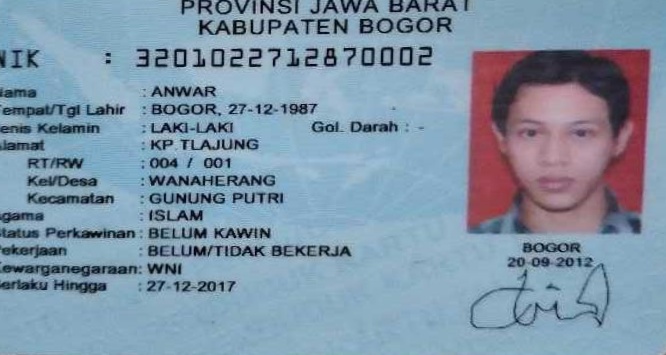 PROVINSI JAWA BARAT
KABUPATEN BOGOR
NIK : 3201022712870002
Nama : ANWAR
Tempat/Tgl Lahir : BOGOR, 27-12-1987
Jenis Kelamin : LAKI-LAKI Gol. Darah : -
Alamat : KP. TLAJUNG
RT/RW : 004 / 001
Kel/Desa : WANAHERANG
Kecamatan : GUNUNG PUTRI
Agama : ISLAM
Status Perkawinan : BELUM KAWIN
Pekerjaan : BELUM/TIDAK BEKERJA
Kewarganegaraan: WNI
Berlaku Hingga : 27-12-2017
BOGOR
20-09-2012